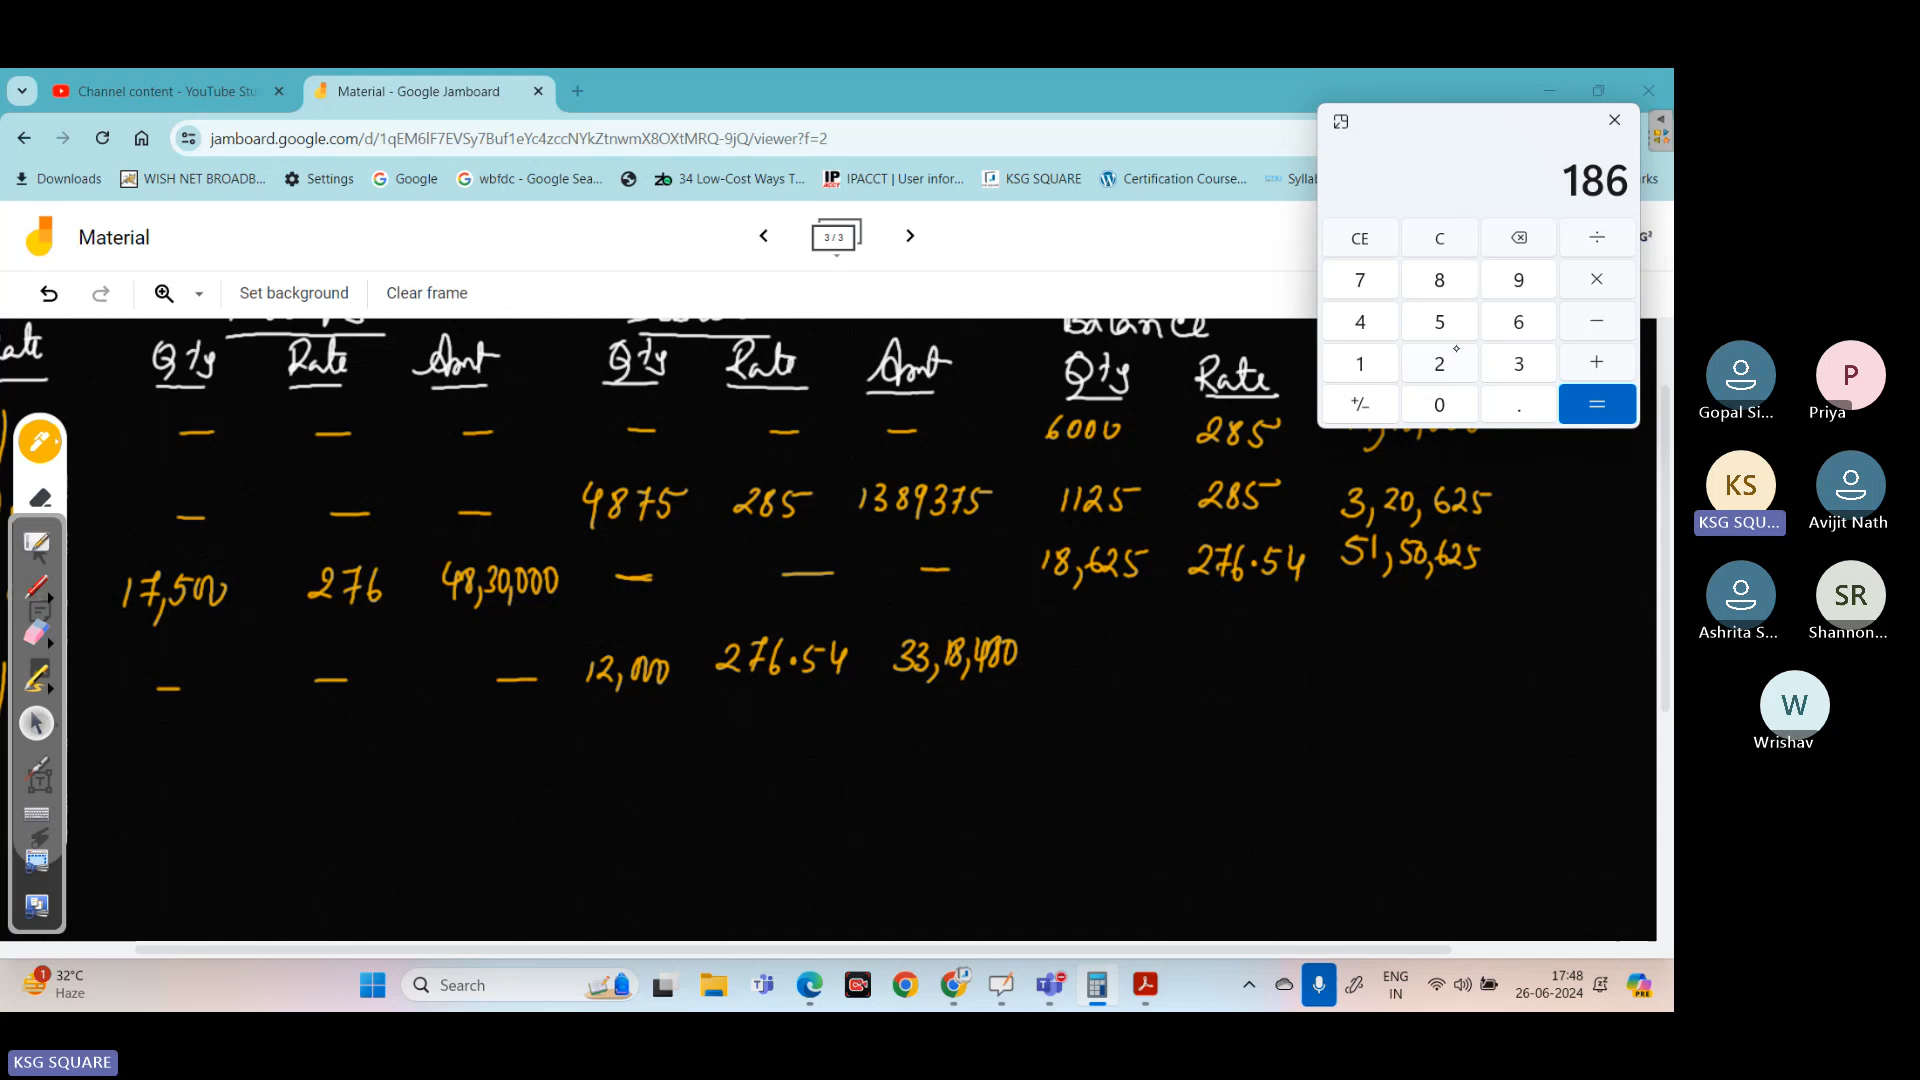 Channel content - YouTube Stu
Material - Google Jamboard
jamboard.google.com/d/1qEM6lF7EVSy7Buf1eYc4zccNYkZtnwmX8OXtMRQ-9jQ/viewer?f=2
Downloads WISH NET BROADB... Settings Google wbfdc - Google Sea... 34 Low-Cost Ways T... IPACCT | User infor... KSG SQUARE Certification Course... Syllab rks
186
Material
3 / 3
CE C ÷
Set background Clear frame
7 8 9 ×
4 5 6 −
1 2 3 +
+/− 0 . =
Balance
ate Qty Rate Amt Qty Rate Amt Qty Rate
— — — — — — 6000 285
— — — 4875 285 1389375 1125 285 3,20,625
17,500 276 48,30,000 — — — 18,625 276.54 51,50,625
— — — 12,000 276.54 33,18,480
Gopal Si... P Priya
KS KSG SQU... Avijit Nath
Ashrita S... SR Shannon...
W Wrishav
1 32°C
Haze
Search
ENG
IN
17:48
26-06-2024
PRE
KSG SQUARE